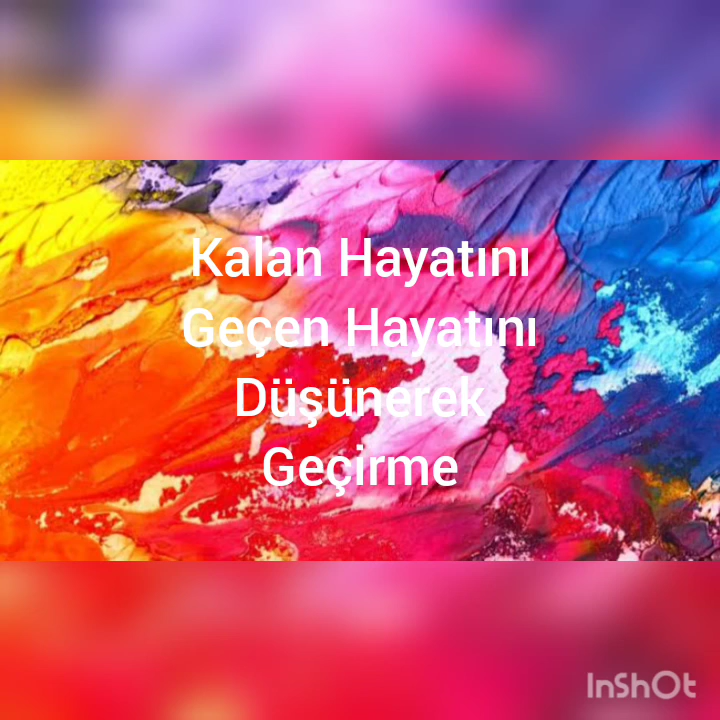 Kalan Hayatını
Geçen Hayatını
Düşünerek
Geçirme
InShOt